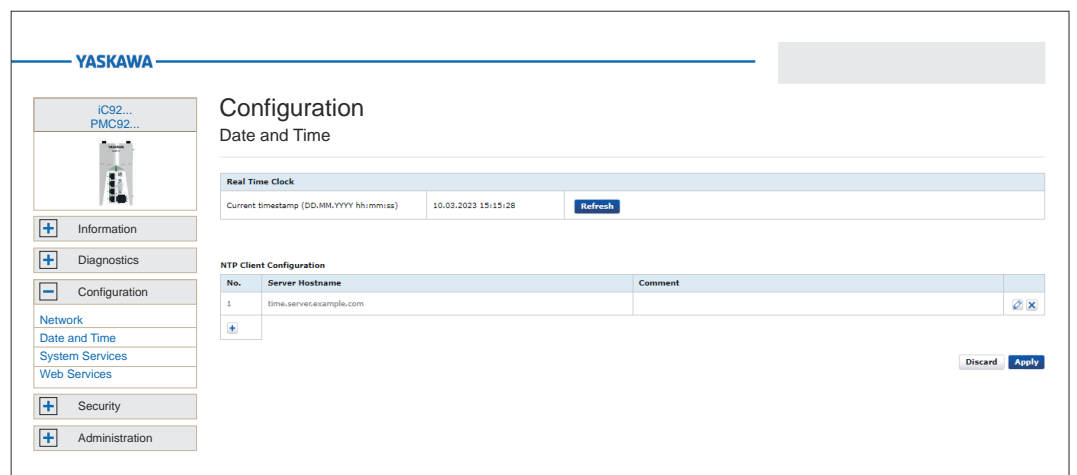 YASKAWA
iC92...
PMC92...
Information
Diagnostics
Configuration
Network
Date and Time
System Services
Web Services
Security
Administration
Configuration
Date and Time
Real Time Clock
Current timestamp (DD.MM.YYYY hh:mm:ss) 10.03.2023 15:15:28 Refresh
NTP Client Configuration
No. Server Hostname Comment
1 time.server.example.com
Discard Apply